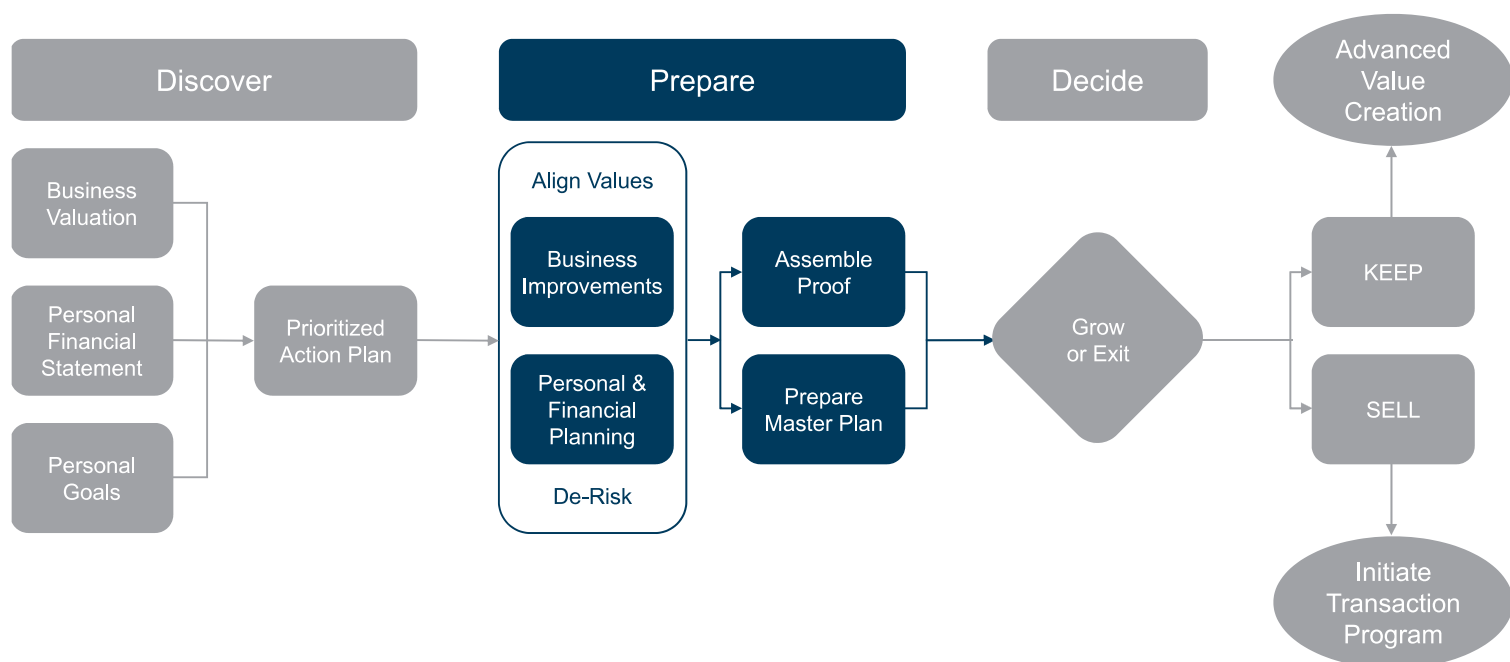 Discover
Prepare
Decide
Advanced
Value
Creation
Business
Valuation
Personal
Financial
Statement
Personal
Goals
Prioritized
Action Plan
Align Values
Business
Improvements
Personal &
Financial
Planning
De-Risk
Assemble
Proof
Prepare
Master Plan
Grow
or Exit
KEEP
SELL
Initiate
Transaction
Program